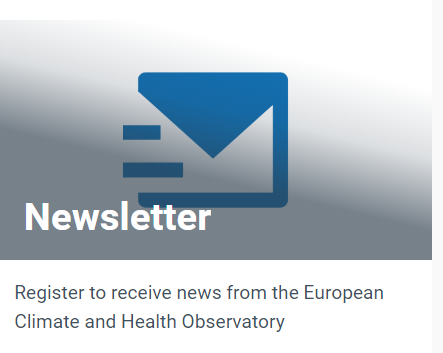 Newsletter
Register to receive news from the European
Climate and Health Observatory